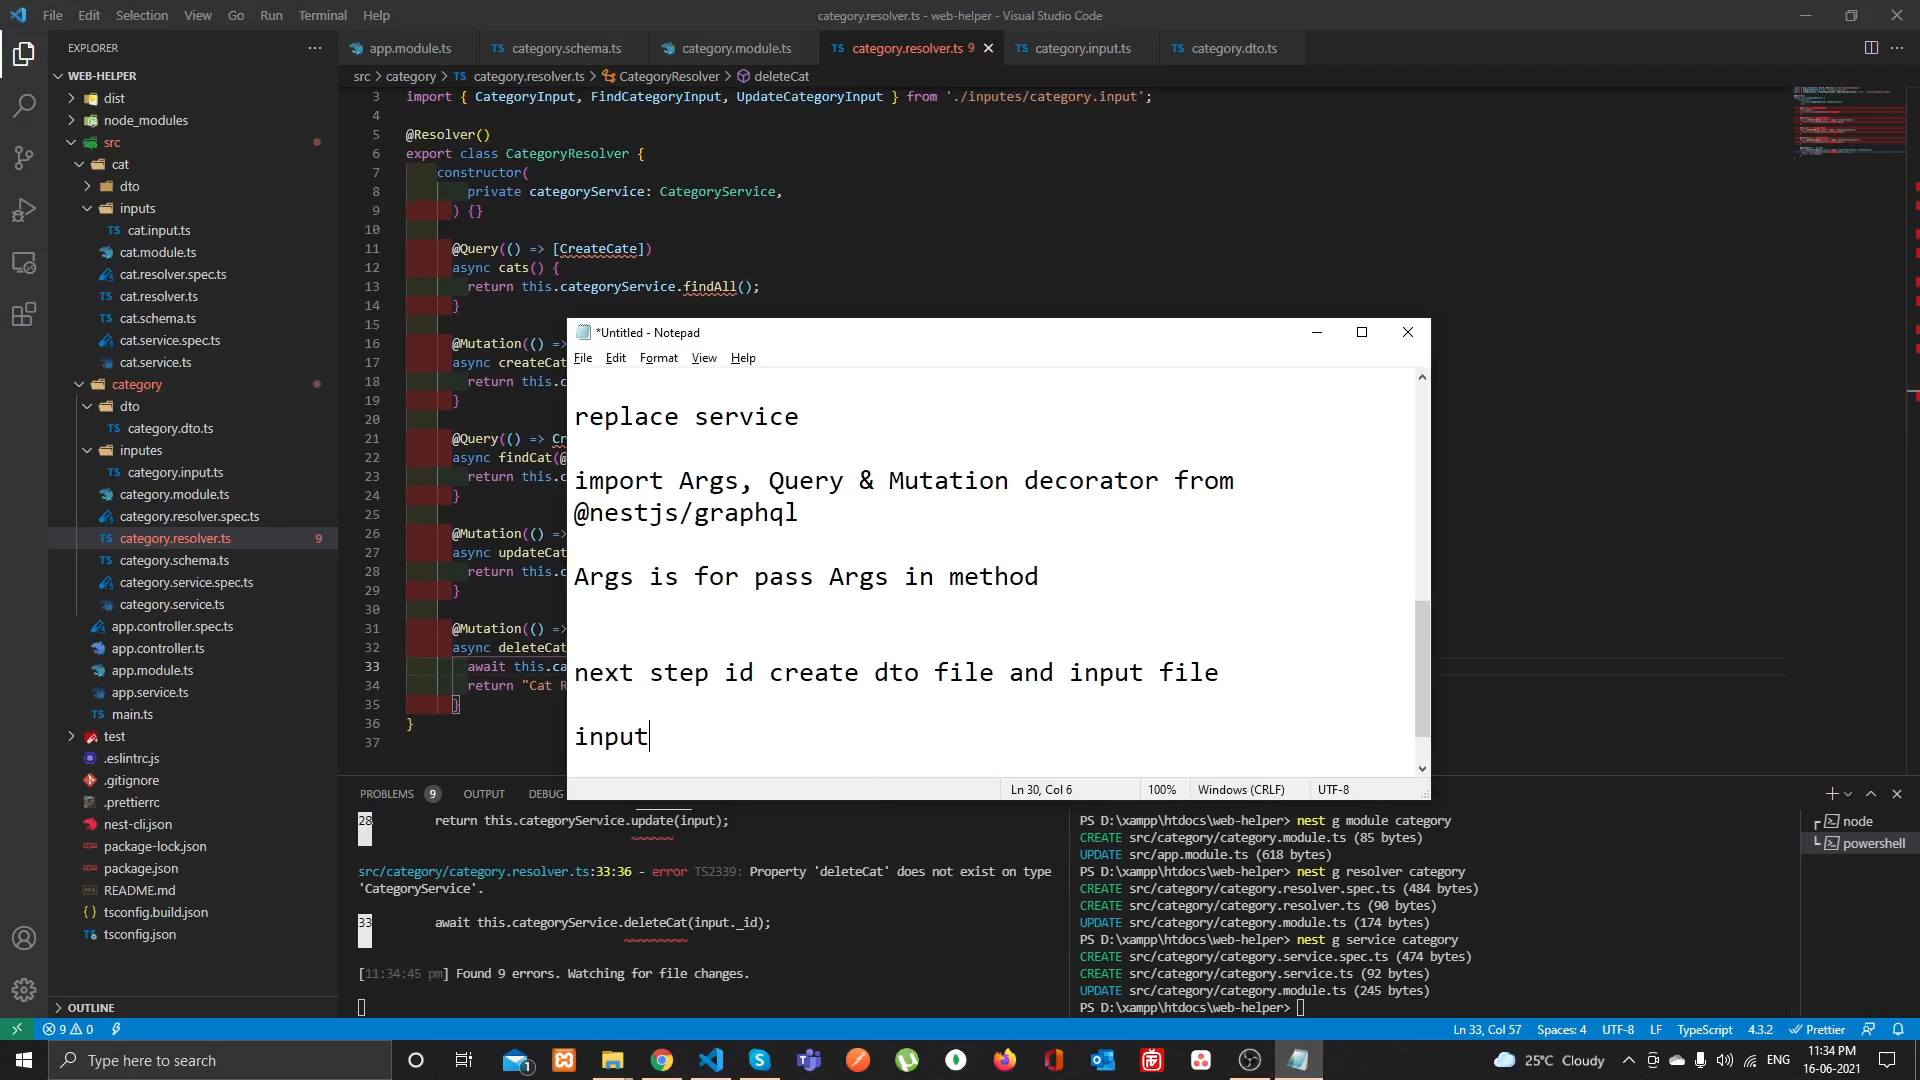 File Edit Selection View Go Run Terminal Help
category.resolver.ts - web-helper - Visual Studio Code
EXPLORER
app.module.ts
TS category.schema.ts
category.module.ts
TS category.resolver.ts 9
TS category.input.ts
TS category.dto.ts
src > category > TS category.resolver.ts > CategoryResolver > deleteCat
WEB-HELPER
dist
node_modules
src
cat
dto
inputs
TS cat.input.ts
cat.module.ts
cat.resolver.spec.ts
TS cat.resolver.ts
TS cat.schema.ts
cat.service.spec.ts
cat.service.ts
category
dto
TS category.dto.ts
inputes
TS category.input.ts
category.module.ts
category.resolver.spec.ts
TS category.resolver.ts 9
TS category.schema.ts
category.service.spec.ts
category.service.ts
app.controller.spec.ts
app.controller.ts
app.module.ts
app.service.ts
TS main.ts
test
.eslintrc.js
.gitignore
.prettierrc
nest-cli.json
package-lock.json
package.json
README.md
{ } tsconfig.build.json
TS tsconfig.json
OUTLINE
3 import { CategoryInput, FindCategoryInput, UpdateCategoryInput } from './inputes/category.input';
4
5 @Resolver()
6 export class CategoryResolver {
7 constructor(
8 private categoryService: CategoryService,
9 ) {}
10
11 @Query(() => [CreateCate])
12 async cats() {
13 return this.categoryService.findAll();
14 }
15
16 @Mutation(() =>
17 async createCat
18 return this.c
19 }
20
21 @Query(() => Cr
22 async findCat(@
23 return this.c
24 }
25
26 @Mutation(() =>
27 async updateCat
28 return this.c
29 }
30
31 @Mutation(() =>
32 async deleteCat
33 await this.ca
34 return "Cat R
35 }
36 }
37
*Untitled - Notepad
File Edit Format View Help
replace service
import Args, Query & Mutation decorator from
@nestjs/graphql
Args is for pass Args in method
next step id create dto file and input file
input
Ln 30, Col 6
100%
Windows (CRLF)
UTF-8
PROBLEMS 9 OUTPUT DEBUG
28 return this.categoryService.update(input);
src/category/category.resolver.ts:33:36 - error TS2339: Property 'deleteCat' does not exist on type
'CategoryService'.
33 await this.categoryService.deleteCat(input._id);
[11:34:45 pm] Found 9 errors. Watching for file changes.
PS D:\xampp\htdocs\web-helper> nest g module category
CREATE src/category/category.module.ts (85 bytes)
UPDATE src/app.module.ts (618 bytes)
PS D:\xampp\htdocs\web-helper> nest g resolver category
CREATE src/category/category.resolver.spec.ts (484 bytes)
CREATE src/category/category.resolver.ts (90 bytes)
UPDATE src/category/category.module.ts (174 bytes)
PS D:\xampp\htdocs\web-helper> nest g service category
CREATE src/category/category.service.spec.ts (474 bytes)
CREATE src/category/category.service.ts (92 bytes)
UPDATE src/category/category.module.ts (245 bytes)
PS D:\xampp\htdocs\web-helper>
node
powershell
9 0
Ln 33, Col 57 Spaces: 4 UTF-8 LF TypeScript 4.3.2 Prettier
Type here to search
1
25°C Cloudy
ENG
11:34 PM
16-06-2021